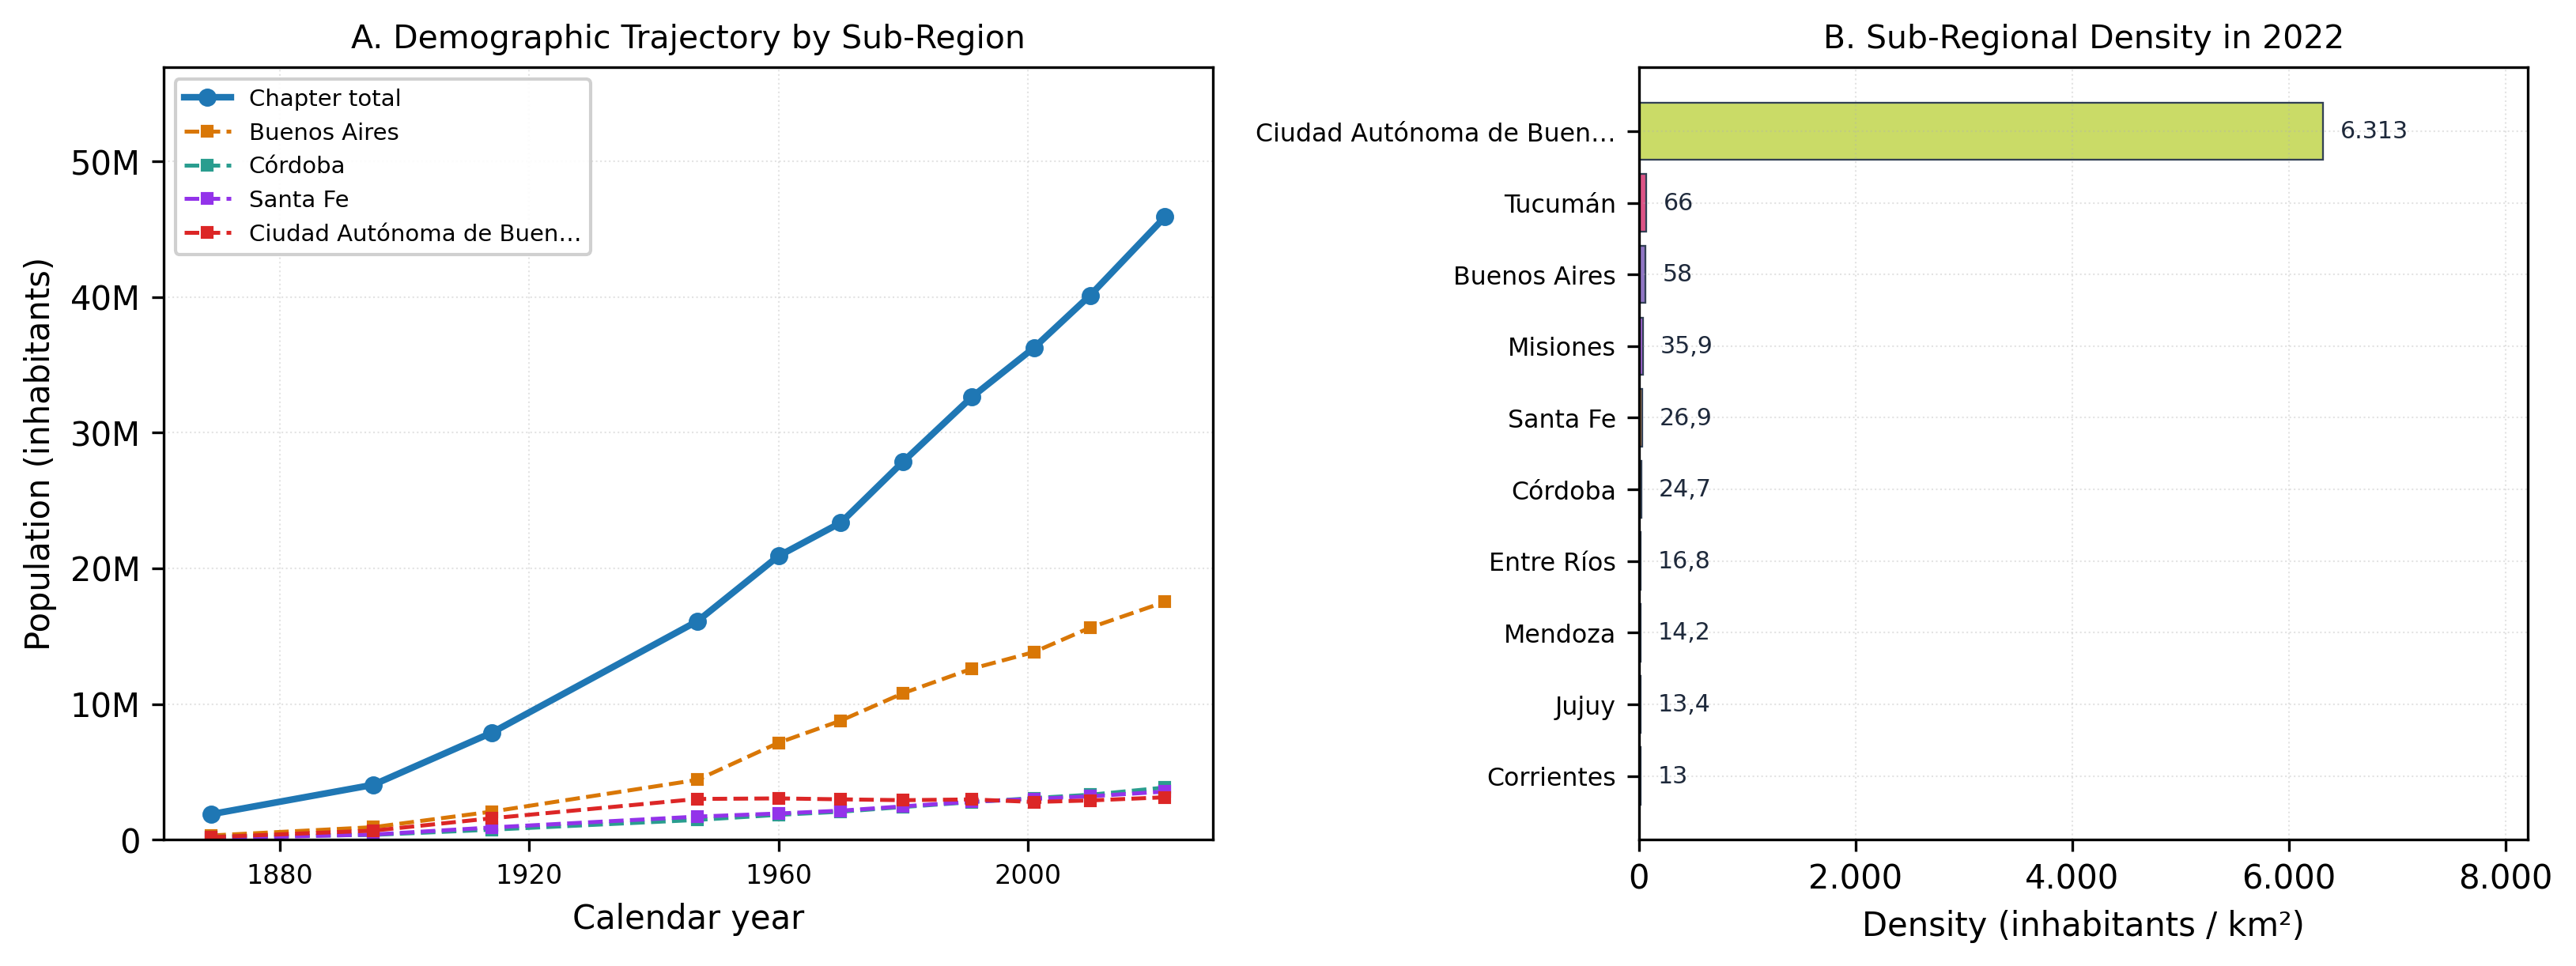 A. Demographic Trajectory by Sub-Region
Population (inhabitants)
50M
40M
30M
20M
10M
0
Chapter total
Buenos Aires
Córdoba
Santa Fe
Ciudad Autónoma de Buen...
1880 1920 1960 2000
Calendar year
B. Sub-Regional Density in 2022
Ciudad Autónoma de Buen... 6.313
Tucumán 66
Buenos Aires 58
Misiones 35,9
Santa Fe 26,9
Córdoba 24,7
Entre Ríos 16,8
Mendoza 14,2
Jujuy 13,4
Corrientes 13
0 2.000 4.000 6.000 8.000
Density (inhabitants / km²)